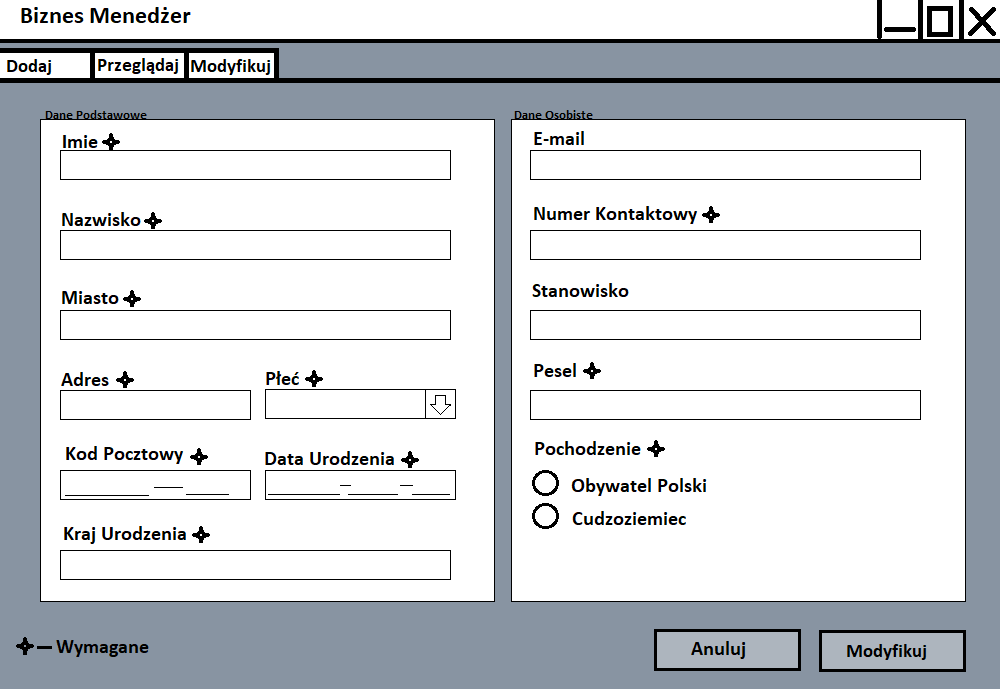 Biznes Menedżer
Dodaj
Przeglądaj
Modyfikuj
Dane Podstawowe
Imie
Nazwisko
Miasto
Adres
Płeć
Kod Pocztowy
Data Urodzenia
Kraj Urodzenia
Dane Osobiste
E-mail
Numer Kontaktowy
Stanowisko
Pesel
Pochodzenie
Obywatel Polski
Cudzoziemiec
Wymagane
Anuluj
Modyfikuj